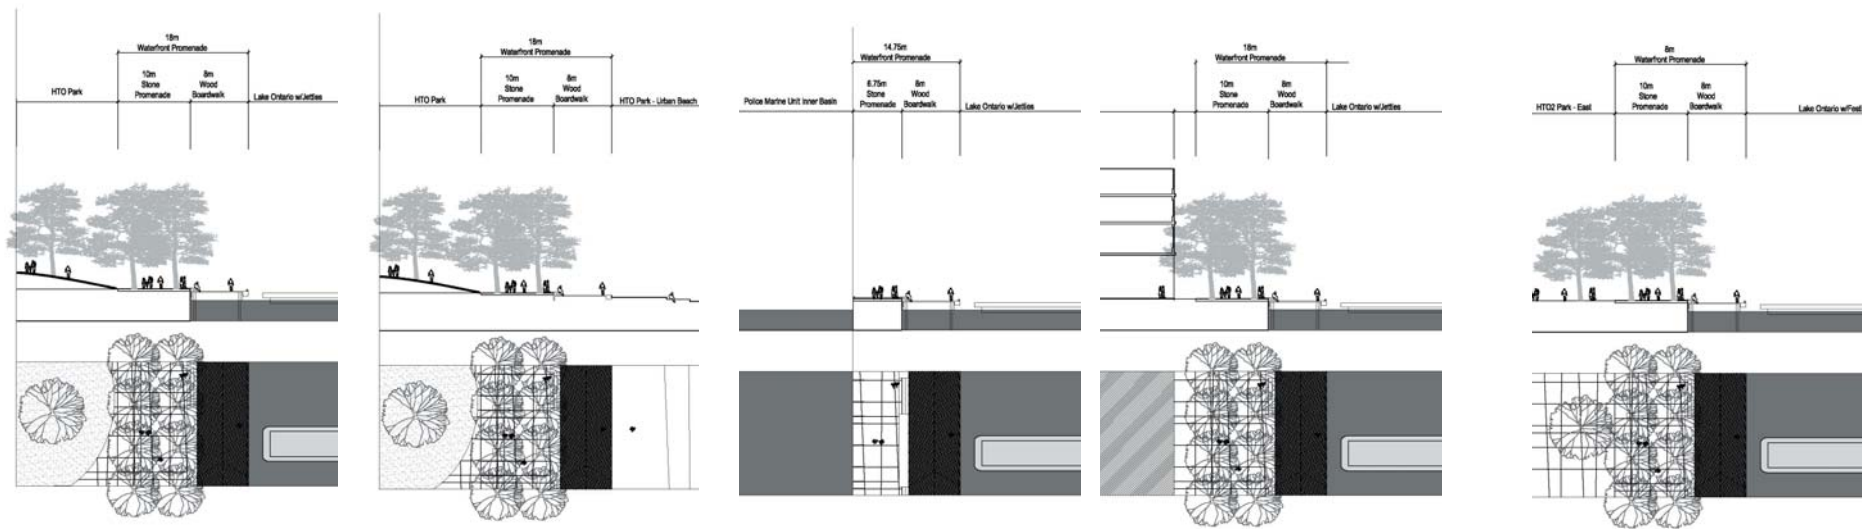 18m
Waterfront Promenade
10m
Stone
Promenade
8m
Wood
Boardwalk
HTO Park
Lake Ontario w/Jetties
18m
Waterfront Promenade
10m
Stone
Promenade
8m
Wood
Boardwalk
HTO Park
HTO Park - Urban Beach
14.75m
Waterfront Promenade
6.75m
Stone
Promenade
8m
Wood
Boardwalk
Police Marine Unit Inner Basin
Lake Ontario w/Jetties
18m
Waterfront Promenade
10m
Stone
Promenade
8m
Wood
Boardwalk
Lake Ontario w/Jetties
8m
Waterfront Promenade
10m
Stone
Promenade
8m
Wood
Boardwalk
HTO2 Park - East
Lake Ontario w/Fest